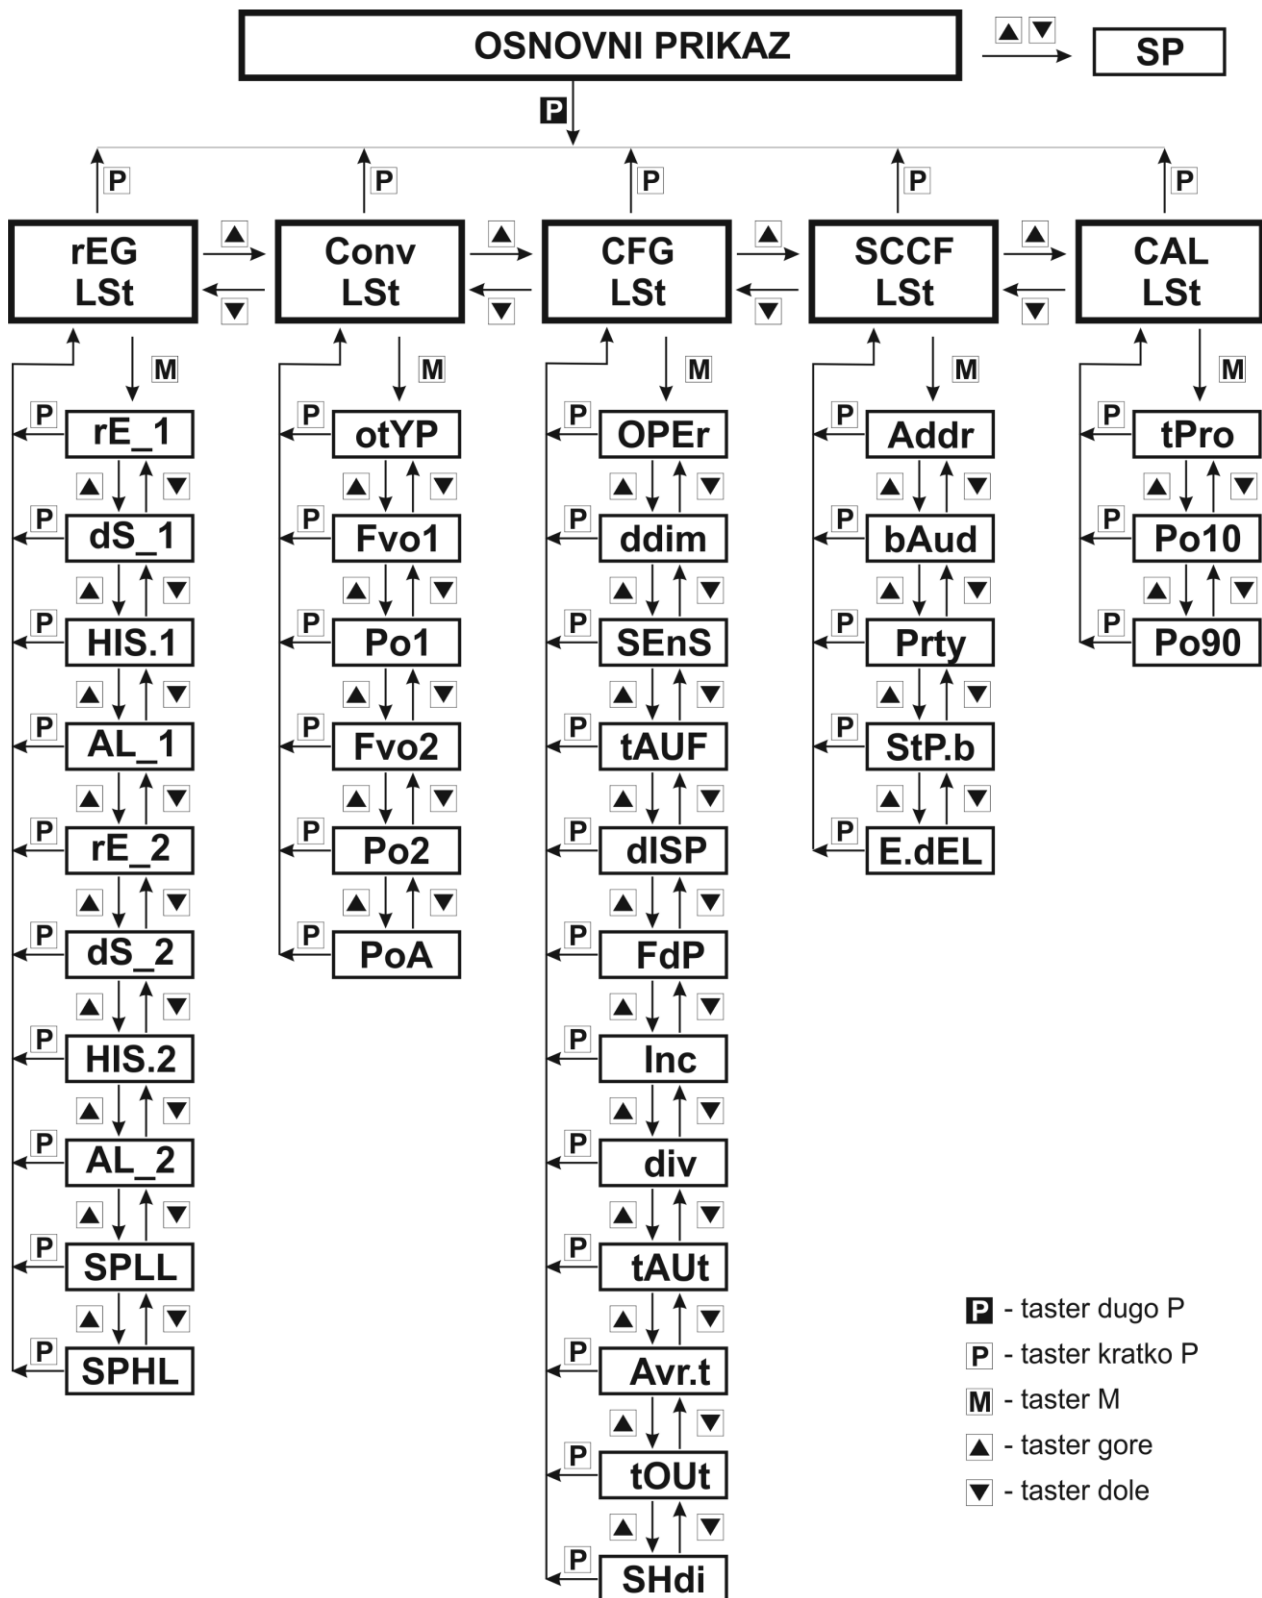 OSNOVNI PRIKAZ
▲ ▼
SP
P
P P P P P
rEG
LSt
▲
▼
Conv
LSt
▲
▼
CFG
LSt
▲
▼
SCCF
LSt
▲
▼
CAL
LSt
M M M M M
P rE_1 P otYP P OPEr P Addr P tPro
▲ ▼ ▲ ▼ ▲ ▼ ▲ ▼ ▲ ▼
P dS_1 P Fvo1 P ddim P bAud P Po10
▲ ▼ ▲ ▼ ▲ ▼ ▲ ▼ ▲ ▼
P HIS.1 P Po1 P SEnS P Prty P Po90
▲ ▼ ▲ ▼ ▲ ▼ ▲ ▼
P AL_1 P Fvo2 P tAUF P StP.b
▲ ▼ ▲ ▼ ▲ ▼ ▲ ▼
P rE_2 P Po2 P dISP P E.dEL
▲ ▼ ▲ ▼ ▲ ▼
P dS_2 P PoA P FdP
▲ ▼ ▲ ▼
P HIS.2 P Inc
▲ ▼ ▲ ▼
P AL_2 P div
▲ ▼ ▲ ▼
P SPLL P tAUt
▲ ▼ ▲ ▼
P SPHL P Avr.t
▲ ▼
P tOUt
▲ ▼
P SHdi
P - taster dugo P
P - taster kratko P
M - taster M
▲ - taster gore
▼ - taster dole